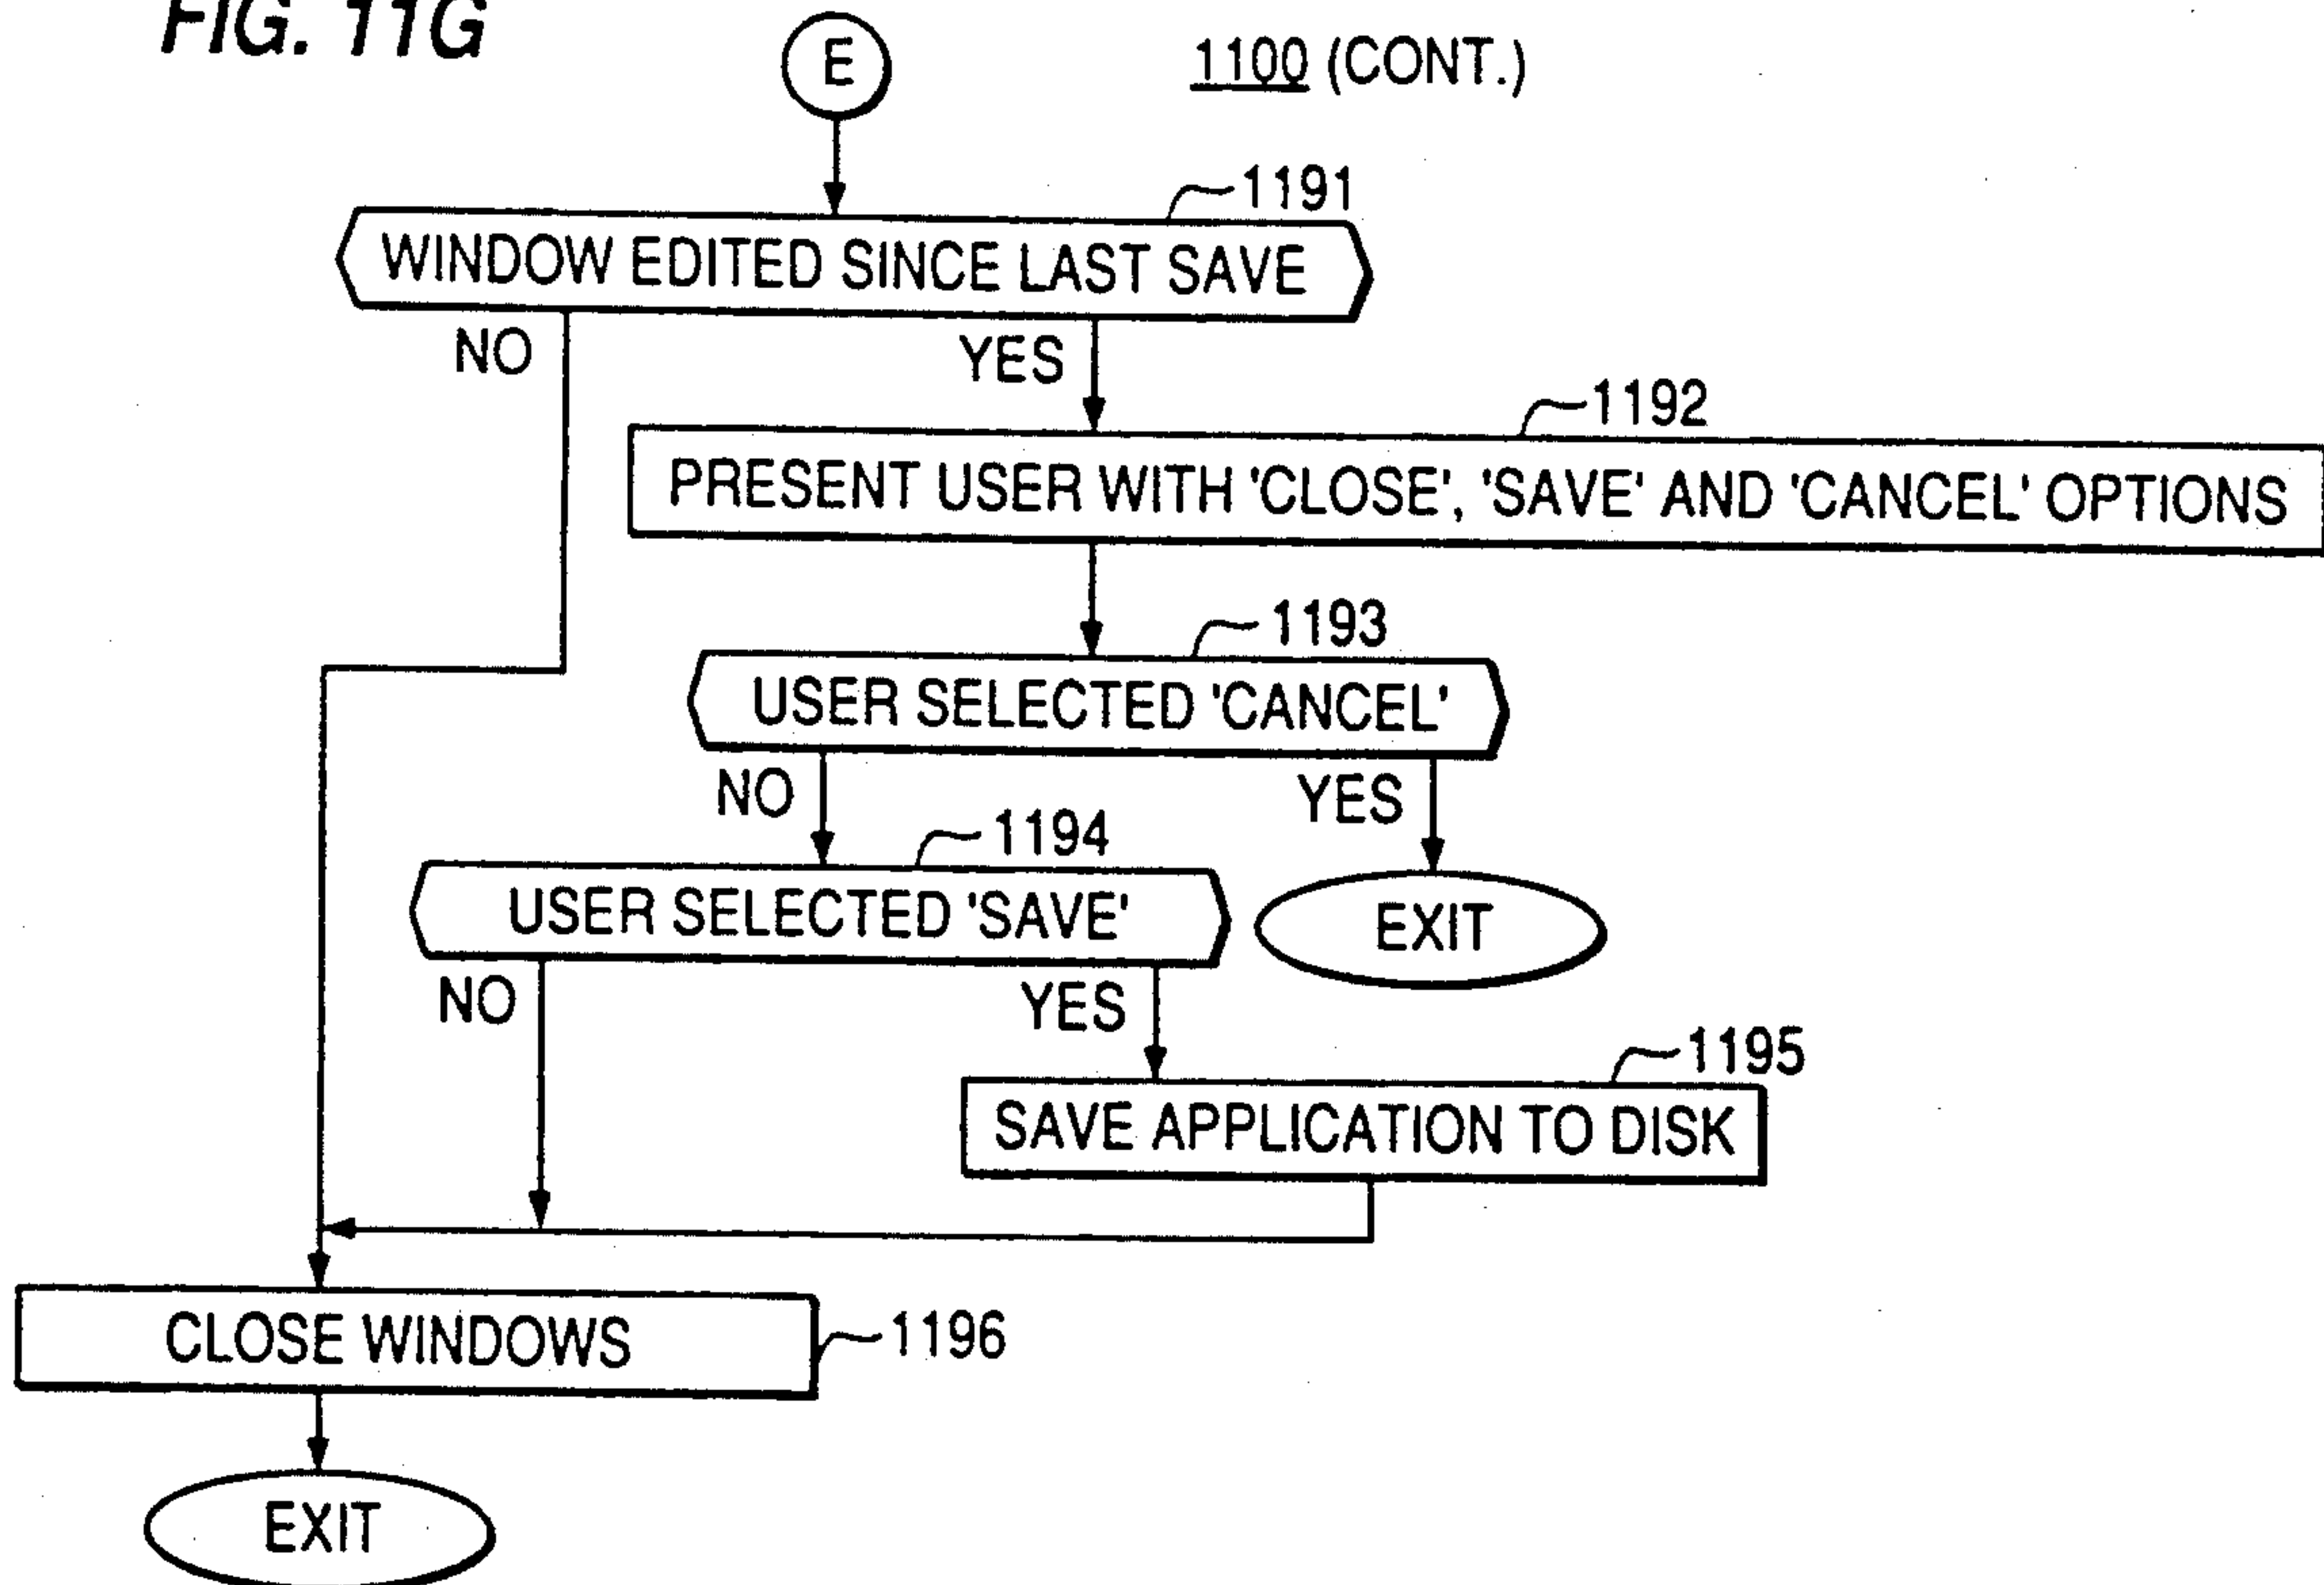 FIG. 11G
E
1100 (CONT.)
1191
WINDOW EDITED SINCE LAST SAVE
NO
YES
1192
PRESENT USER WITH 'CLOSE', 'SAVE' AND 'CANCEL' OPTIONS
1193
USER SELECTED 'CANCEL'
NO
YES
1194
USER SELECTED 'SAVE'
EXIT
NO
YES
1195
SAVE APPLICATION TO DISK
CLOSE WINDOWS
1196
EXIT